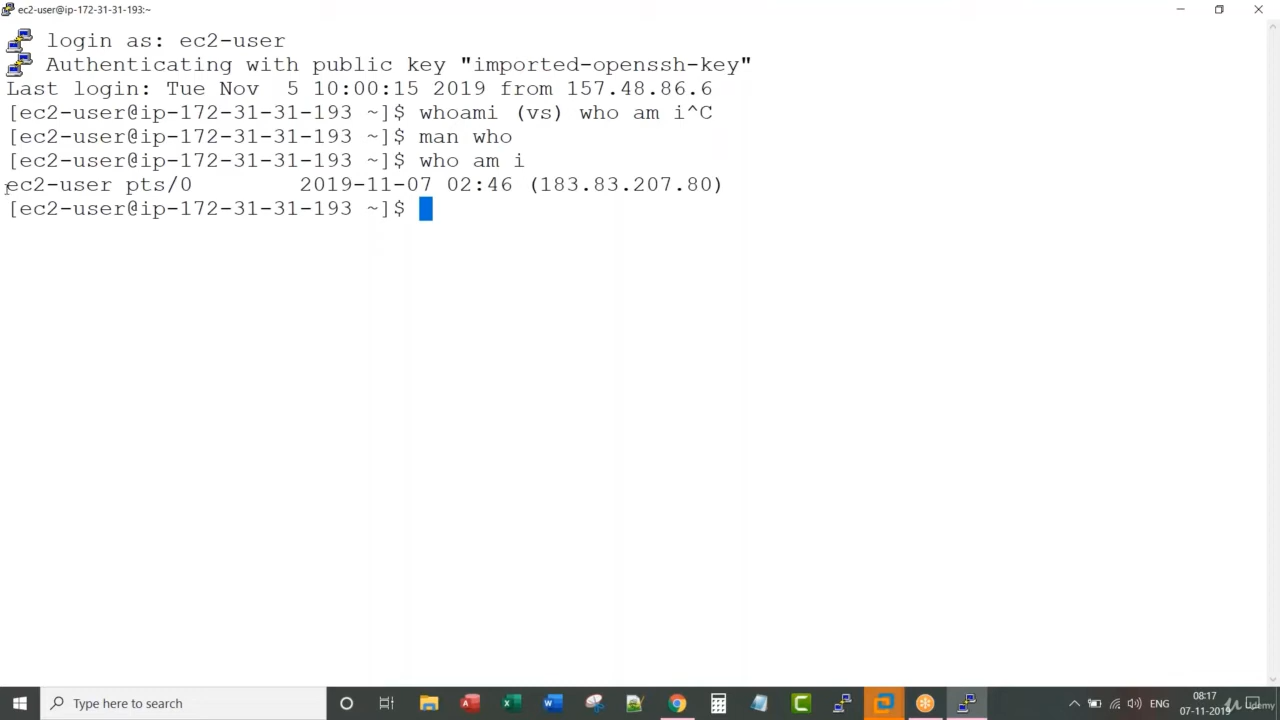 ec2-user@ip-172-31-31-193:~
login as: ec2-user
Authenticating with public key "imported-openssh-key"
Last login: Tue Nov  5 10:00:15 2019 from 157.48.86.6
[ec2-user@ip-172-31-31-193 ~]$ whoami (vs) who am i^C
[ec2-user@ip-172-31-31-193 ~]$ man who
[ec2-user@ip-172-31-31-193 ~]$ who am i
ec2-user pts/0        2019-11-07 02:46 (183.83.207.80)
[ec2-user@ip-172-31-31-193 ~]$
Type here to search
ENG
08:17
07-11-2019
Udemy